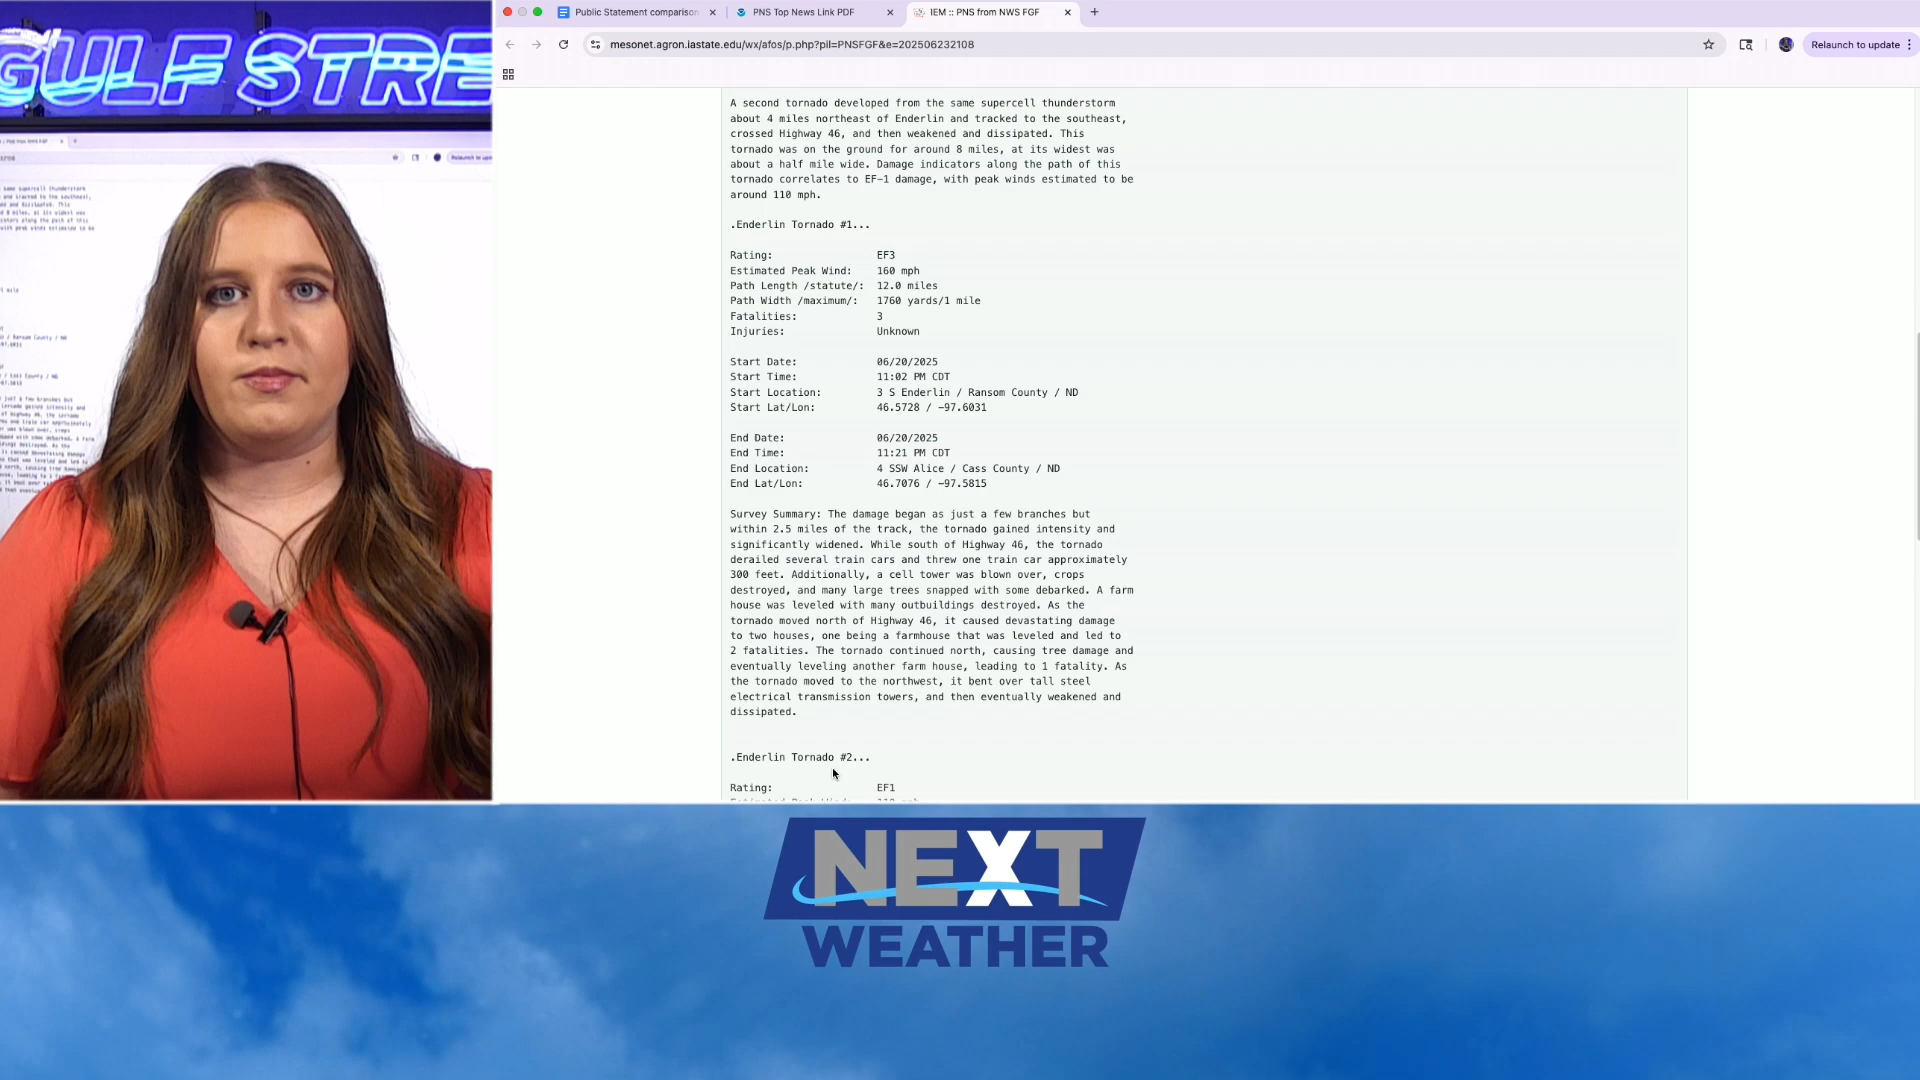 GULF STRE
Public Statement comparison
PNS Top News Link PDF
IEM :: PNS from NWS FGF
mesonet.agron.iastate.edu/wx/afos/p.php?pil=PNSFGF&e=202506232108
Relaunch to update
A second tornado developed from the same supercell thunderstorm
about 4 miles northeast of Enderlin and tracked to the southeast,
crossed Highway 46, and then weakened and dissipated. This
tornado was on the ground for around 8 miles, at its widest was
about a half mile wide. Damage indicators along the path of this
tornado correlates to EF-1 damage, with peak winds estimated to be
around 110 mph.
.Enderlin Tornado #1...
Rating: EF3
Estimated Peak Wind: 160 mph
Path Length /statute/: 12.0 miles
Path Width /maximum/: 1760 yards/1 mile
Fatalities: 3
Injuries: Unknown
Start Date: 06/20/2025
Start Time: 11:02 PM CDT
Start Location: 3 S Enderlin / Ransom County / ND
Start Lat/Lon: 46.5728 / -97.6031
End Date: 06/20/2025
End Time: 11:21 PM CDT
End Location: 4 SSW Alice / Cass County / ND
End Lat/Lon: 46.7076 / -97.5815
Survey Summary: The damage began as just a few branches but
within 2.5 miles of the track, the tornado gained intensity and
significantly widened. While south of Highway 46, the tornado
derailed several train cars and threw one train car approximately
300 feet. Additionally, a cell tower was blown over, crops
destroyed, and many large trees snapped with some debarked. A farm
house was leveled with many outbuildings destroyed. As the
tornado moved north of Highway 46, it caused devastating damage
to two houses, one being a farmhouse that was leveled and led to
2 fatalities. The tornado continued north, causing tree damage and
eventually leveling another farm house, leading to 1 fatality. As
the tornado moved to the northwest, it bent over tall steel
electrical transmission towers, and then eventually weakened and
dissipated.
.Enderlin Tornado #2...
Rating: EF1
NEXT
WEATHER